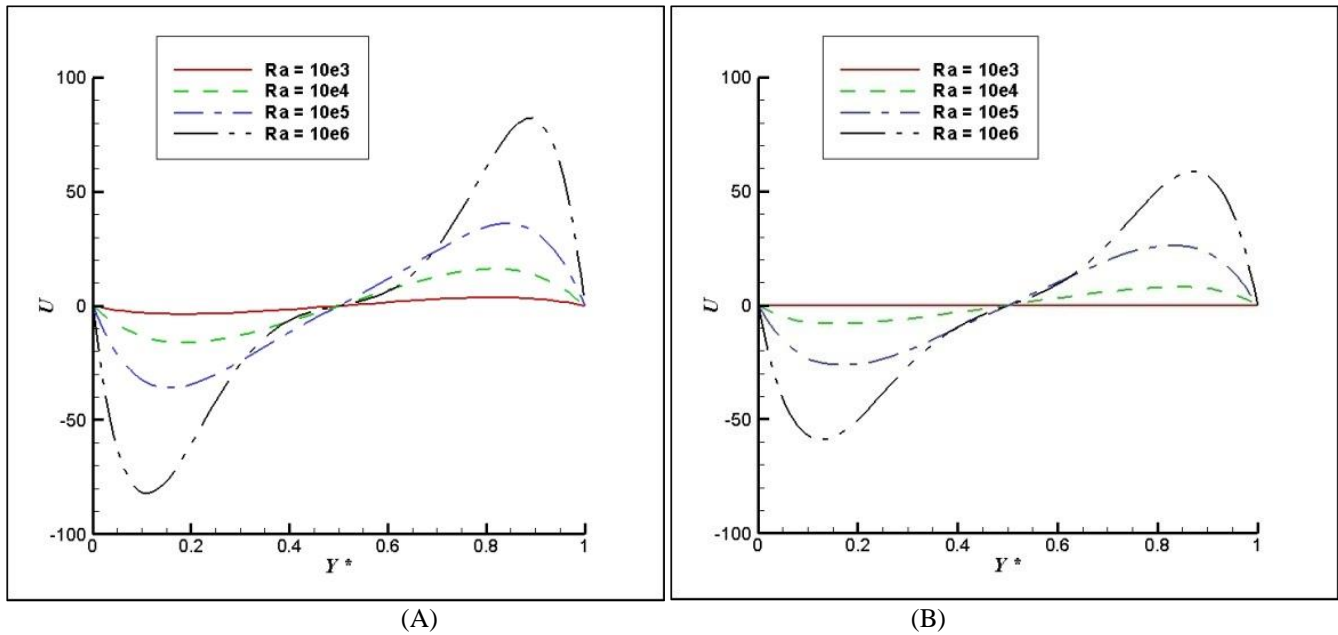 Ra = 10e3
Ra = 10e4
Ra = 10e5
Ra = 10e6
100
50
0
-50
-100
U
0 0.2 0.4 0.6 0.8 1
Y *
(A)
Ra = 10e3
Ra = 10e4
Ra = 10e5
Ra = 10e6
100
50
0
-50
-100
U
0 0.2 0.4 0.6 0.8 1
Y *
(B)